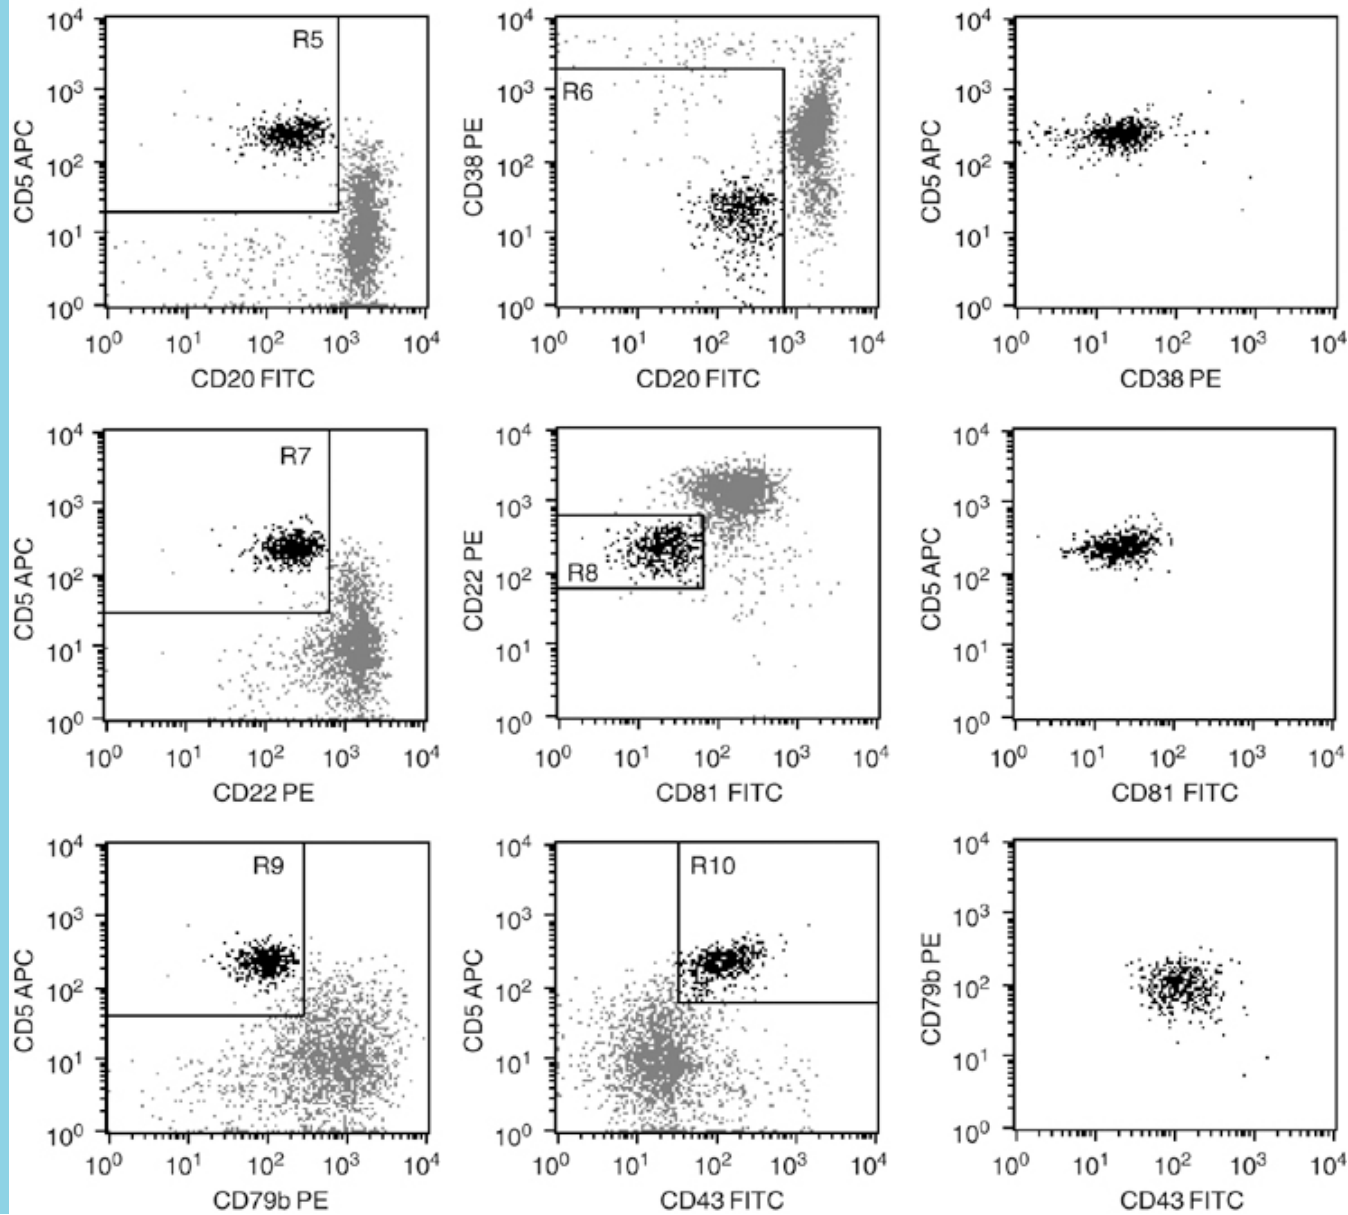 10⁴
10³
10²
10¹
10⁰
CD5 APC
R5
10⁰ 10¹ 10² 10³ 10⁴
CD20 FITC
10⁴
10³
10²
10¹
10⁰
CD38 PE
R6
10⁰ 10¹ 10² 10³ 10⁴
CD20 FITC
10⁴
10³
10²
10¹
10⁰
CD5 APC
10⁰ 10¹ 10² 10³ 10⁴
CD38 PE
10⁴
10³
10²
10¹
10⁰
CD5 APC
R7
10⁰ 10¹ 10² 10³ 10⁴
CD22 PE
10⁴
10³
10²
10¹
10⁰
CD22 PE
R8
10⁰ 10¹ 10² 10³ 10⁴
CD81 FITC
10⁴
10³
10²
10¹
10⁰
CD5 APC
10⁰ 10¹ 10² 10³ 10⁴
CD81 FITC
10⁴
10³
10²
10¹
10⁰
CD5 APC
R9
10⁰ 10¹ 10² 10³ 10⁴
CD79b PE
10⁴
10³
10²
10¹
10⁰
CD5 APC
R10
10⁰ 10¹ 10² 10³ 10⁴
CD43 FITC
10⁴
10³
10²
10¹
10⁰
CD79b PE
10⁰ 10¹ 10² 10³ 10⁴
CD43 FITC